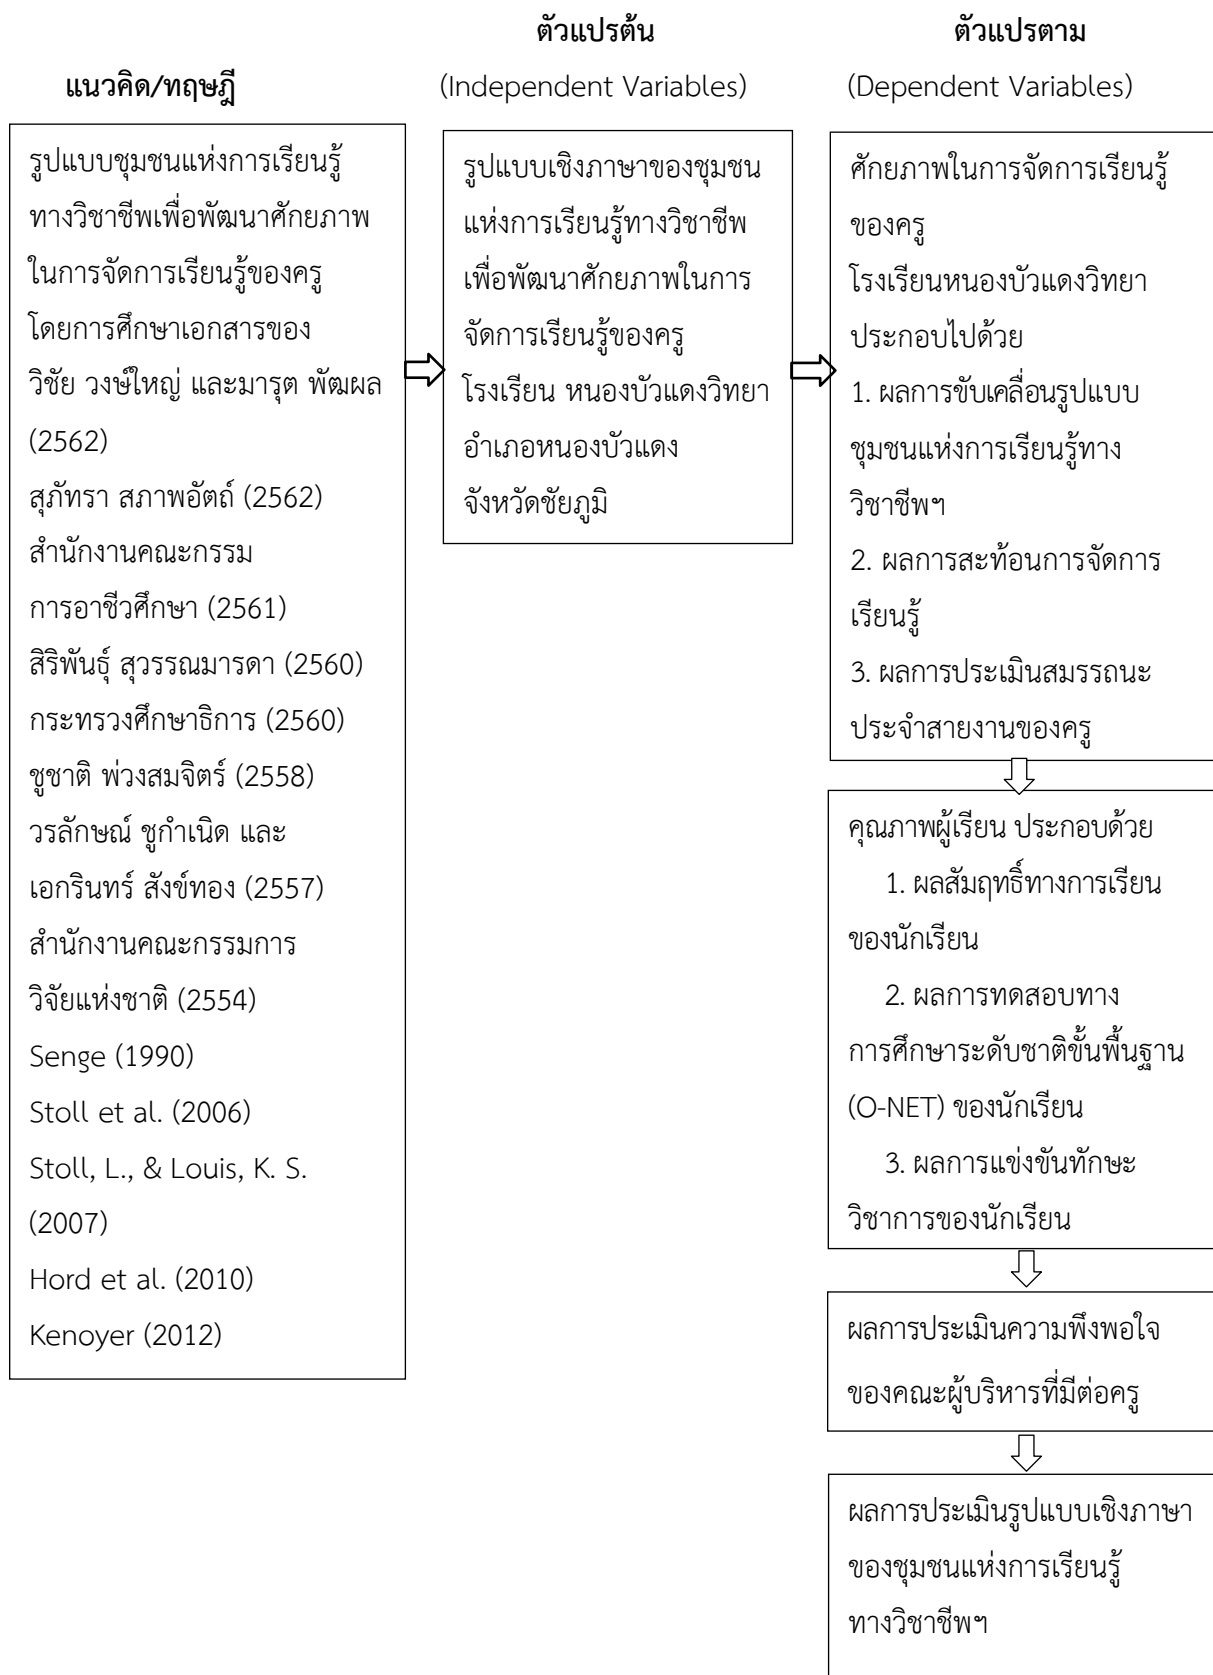 ตัวแปรต้น
ตัวแปรตาม
แนวคิด/ทฤษฎี
(Independent Variables)
(Dependent Variables)
รูปแบบชุมชนแห่งการเรียนรู้
ทางวิชาชีพเพื่อพัฒนาศักยภาพ
ในการจัดการเรียนรู้ของครู
โดยการศึกษาเอกสารของ
วิชัย วงษ์ใหญ่ และมารุต พัฒผล
(2562)
สุภัทรา สภาพอัตถ์ (2562)
สำนักงานคณะกรรม
การอาชีวศึกษา (2561)
สิริพันธุ์ สุวรรณมารดา (2560)
กระทรวงศึกษาธิการ (2560)
ชูชาติ พ่วงสมจิตร์ (2558)
วรลักษณ์ ชูกำเนิด และ
เอกรินทร์ สังข์ทอง (2557)
สำนักงานคณะกรรมการ
วิจัยแห่งชาติ (2554)
Senge (1990)
Stoll et al. (2006)
Stoll, L., & Louis, K. S.
(2007)
Hord et al. (2010)
Kenoyer (2012)
รูปแบบเชิงภาษาของชุมชน
แห่งการเรียนรู้ทางวิชาชีพ
เพื่อพัฒนาศักยภาพในการ
จัดการเรียนรู้ของครู
โรงเรียน หนองบัวแดงวิทยา
อำเภอหนองบัวแดง
จังหวัดชัยภูมิ
ศักยภาพในการจัดการเรียนรู้
ของครู
โรงเรียนหนองบัวแดงวิทยา
ประกอบไปด้วย
1. ผลการขับเคลื่อนรูปแบบ
ชุมชนแห่งการเรียนรู้ทาง
วิชาชีพฯ
2. ผลการสะท้อนการจัดการ
เรียนรู้
3. ผลการประเมินสมรรถนะ
ประจำสายงานของครู
คุณภาพผู้เรียน ประกอบด้วย
1. ผลสัมฤทธิ์ทางการเรียน
ของนักเรียน
2. ผลการทดสอบทาง
การศึกษาระดับชาติขั้นพื้นฐาน
(O-NET) ของนักเรียน
3. ผลการแข่งขันทักษะ
วิชาการของนักเรียน
ผลการประเมินความพึงพอใจ
ของคณะผู้บริหารที่มีต่อครู
ผลการประเมินรูปแบบเชิงภาษา
ของชุมชนแห่งการเรียนรู้
ทางวิชาชีพฯ